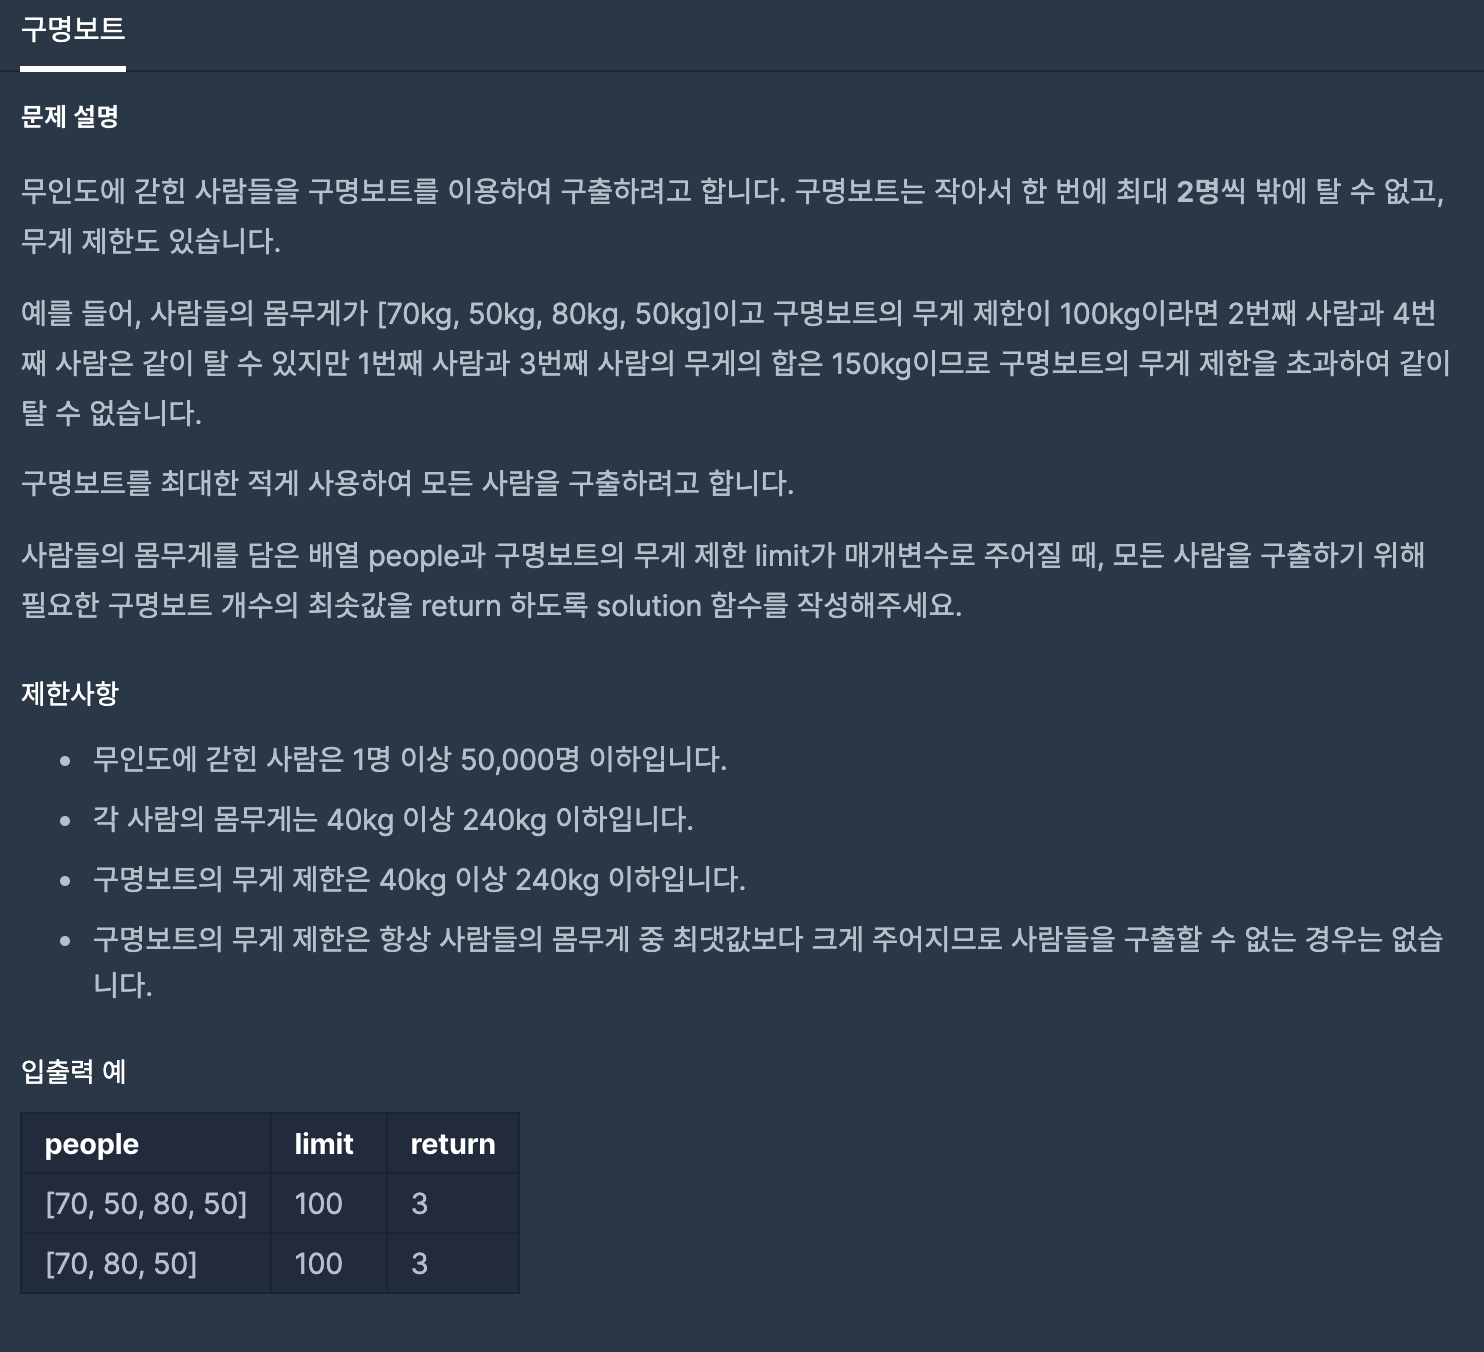 구명보트
문제 설명
무인도에 갇힌 사람들을 구명보트를 이용하여 구출하려고 합니다. 구명보트는 작아서 한 번에 최대 2명씩 밖에 탈 수 없고,
무게 제한도 있습니다.
예를 들어, 사람들의 몸무게가 [70kg, 50kg, 80kg, 50kg]이고 구명보트의 무게 제한이 100kg이라면 2번째 사람과 4번
째 사람은 같이 탈 수 있지만 1번째 사람과 3번째 사람의 무게의 합은 150kg이므로 구명보트의 무게 제한을 초과하여 같이
탈 수 없습니다.
구명보트를 최대한 적게 사용하여 모든 사람을 구출하려고 합니다.
사람들의 몸무게를 담은 배열 people과 구명보트의 무게 제한 limit가 매개변수로 주어질 때, 모든 사람을 구출하기 위해
필요한 구명보트 개수의 최솟값을 return 하도록 solution 함수를 작성해주세요.
제한사항
• 무인도에 갇힌 사람은 1명 이상 50,000명 이하입니다.
• 각 사람의 몸무게는 40kg 이상 240kg 이하입니다.
• 구명보트의 무게 제한은 40kg 이상 240kg 이하입니다.
• 구명보트의 무게 제한은 항상 사람들의 몸무게 중 최댓값보다 크게 주어지므로 사람들을 구출할 수 없는 경우는 없습
니다.
입출력 예
people limit return
[70, 50, 80, 50] 100 3
[70, 80, 50] 100 3